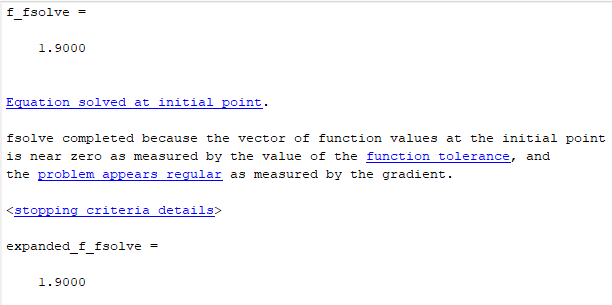 f_fsolve =
1.9000
Equation solved at initial point.
fsolve completed because the vector of function values at the initial point
is near zero as measured by the value of the function tolerance, and
the problem appears regular as measured by the gradient.
<stopping criteria details>
expanded_f_fsolve =
1.9000